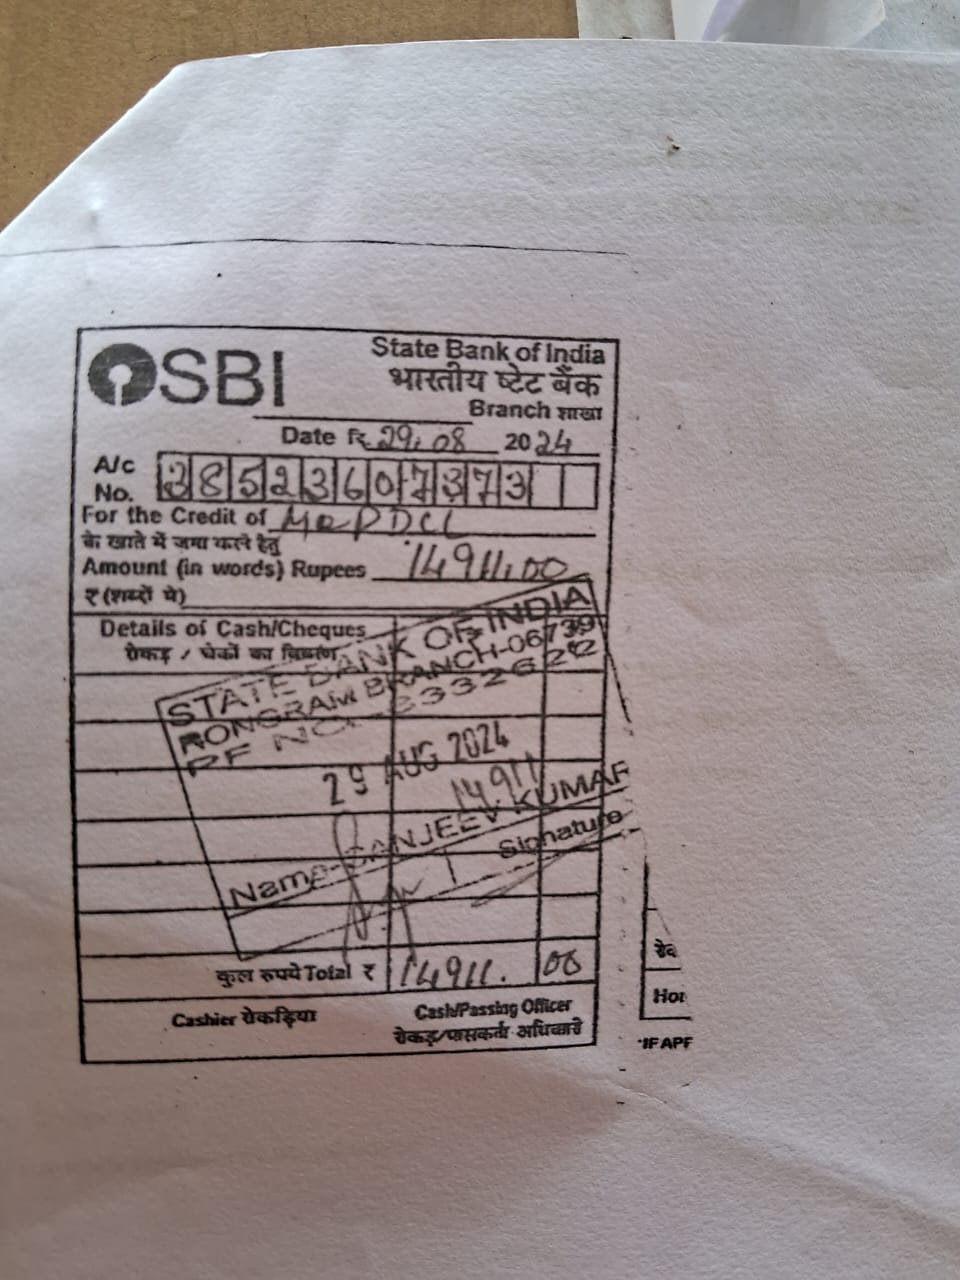 SBI
State Bank of India
भारतीय स्टेट बैंक
Branch शाखा
Date दि. 29.08 2024
A/c No. 38523607373
For the Credit of MePDCL
के खाते में जमा करने हेतु
Amount (in words) Rupees 14911.00
₹ (शब्दों में)
Details of Cash/Cheques
रोकड़ / चेकों का विवरण
STATE BANK OF INDIA
RONGRAM BRANCH-06739
PF NO.
29 AUG 2024
14911
Name-SANJEEV KUMAR
Signature
कुल रुपये Total ₹ 14911. 00
Cashier रोकड़िया
Cash/Passing Officer
रोकड़/पासकर्ता अधिकारी
Hor
*IF APF